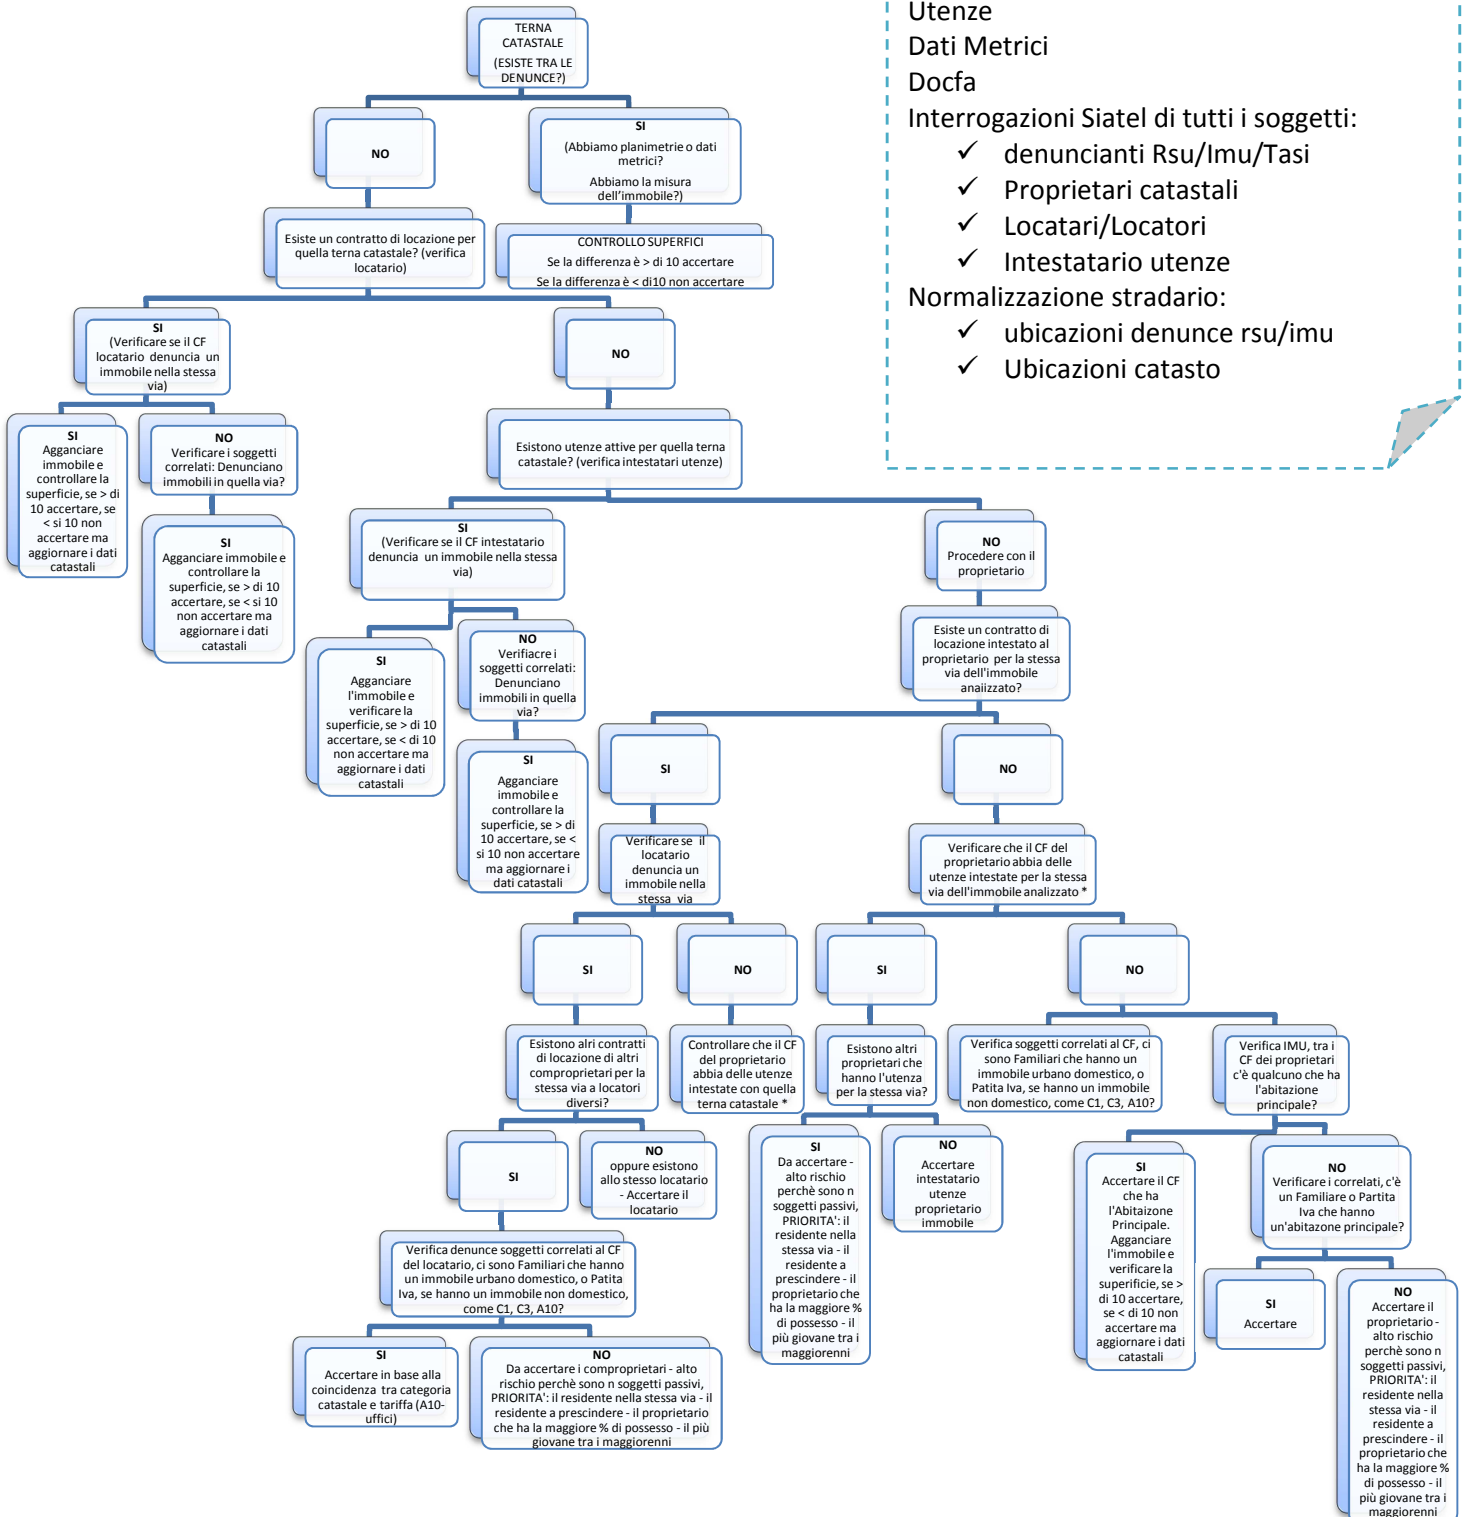 TERNA
CATASTALE
(ESISTE TRA LE
DENUNCE?)
Utenze
Dati Metrici
Docfa
Interrogazioni Siatel di tutti i soggetti:
✓ denuncianti Rsu/Imu/Tasi
✓ Proprietari catastali
✓ Locatari/Locatori
✓ Intestatario utenze
Normalizzazione stradario:
✓ ubicazioni denunce rsu/imu
✓ Ubicazioni catasto
NO
SI
(Abbiamo planimetrie o dati
metrici?
Abbiamo la misura
dell'immobile?)
Esiste un contratto di locazione per
quella terna catastale? (verifica
locatario)
CONTROLLO SUPERFICI
Se la differenza è > di 10 accertare
Se la differenza è < di10 non accertare
SI
(Verificare se il CF
locatario denuncia un
immobile nella stessa
via)
NO
SI
Agganciare
immobile e
controllare la
superficie, se > di
10 accertare, se
< si 10 non
accertare ma
aggiornare i dati
catastali
NO
Verificare i soggetti
correlati: Denunciano
immobili in quella via?
SI
Agganciare immobile e
controllare la
superficie, se > di 10
accertare, se < si 10
non accertare ma
aggiornare i dati
catastali
Esistono utenze attive per quella terna
catastale? (verifica intestatari utenze)
SI
(Verificare se il CF intestatario
denuncia un immobile nella stessa
via)
NO
Procedere con il
proprietario
SI
Agganciare
l'immobile e
verificare la
superficie, se > di 10
accertare, se < di 10
non accertare ma
aggiornare i dati
catastali
NO
Verifiacre i
soggetti correlati:
Denunciano
immobili in quella
via?
SI
Agganciare
immobile e
controllare la
superficie, se > di
10 accertare, se <
si 10 non accertare
ma aggiornare i
dati catastali
Esiste un contratto di
locazione intestato al
proprietario per la stessa
via dell'immobile
anaiizzato?
SI
NO
Verificare se il
locatario
denuncia un
immobile nella
stessa via
Verificare che il CF del
proprietario abbia delle
utenze intestate per la stessa
via dell'immobile analizzato *
SI
NO
SI
NO
Esistono alri contratti
di locazione di altri
comproprietari per la
stessa via a locatori
diversi?
Controllare che il CF
del proprietario
abbia delle utenze
intestate con quella
terna catastale *
Esistono altri
proprietari che
hanno l'utenza
per la stessa via?
Verifica soggetti correlati al CF, ci
sono Familiari che hanno un
immobile urbano domestico, o
Patita Iva, se hanno un immobile
non domestico, come C1, C3, A10?
Verifica IMU, tra i
CF dei proprietari
c'è qualcuno che ha
l'abitazione
principale?
SI
NO
oppure esistono
allo stesso locatario
- Accertare il
locatario
SI
Da accertare -
alto rischio
perchè sono n
soggetti passivi,
PRIORITA': il
residente nella
stessa via - il
residente a
prescindere - il
proprietario che
ha la maggiore %
di possesso - il
più giovane tra i
maggiorenni
NO
Accertare
intestatario
utenze
proprietario
immobile
SI
Accertare il CF
che ha
l'Abitaizone
Principale.
Agganciare
l'immobile e
verificare la
superificie, se >
di 10 accertare,
se < di 10 non
accertare ma
aggiornare i dati
catastali
NO
Verificare i correlati, c'è
un Familiare o Partita
Iva che hanno
un'abitazone principale?
Verifica denunce soggetti correlati al CF
del locatario, ci sono Familiari che hanno
un immobile urbano domestico, o Patita
Iva, se hanno un immobile non domestico,
come C1, C3, A10?
SI
Accertare
NO
Accertare il
proprietario -
alto rischio
perchè sono n
soggetti passivi,
PRIORITA': il
residente nella
stessa via - il
residente a
prescindere - il
proprietario che
ha la maggiore %
di possesso - il
più giovane tra i
maggiorenni
SI
Accertare in base alla
coincidenza tra categoria
catastale e tariffa (A10-
uffici)
NO
Da accertare i comproprietari - alto
rischio perchè sono n soggetti passivi,
PRIORITA': il residente nella stessa via - il
residente a prescindere - il proprietario
che ha la maggiore % di possesso - il più
giovane tra i maggiorenni